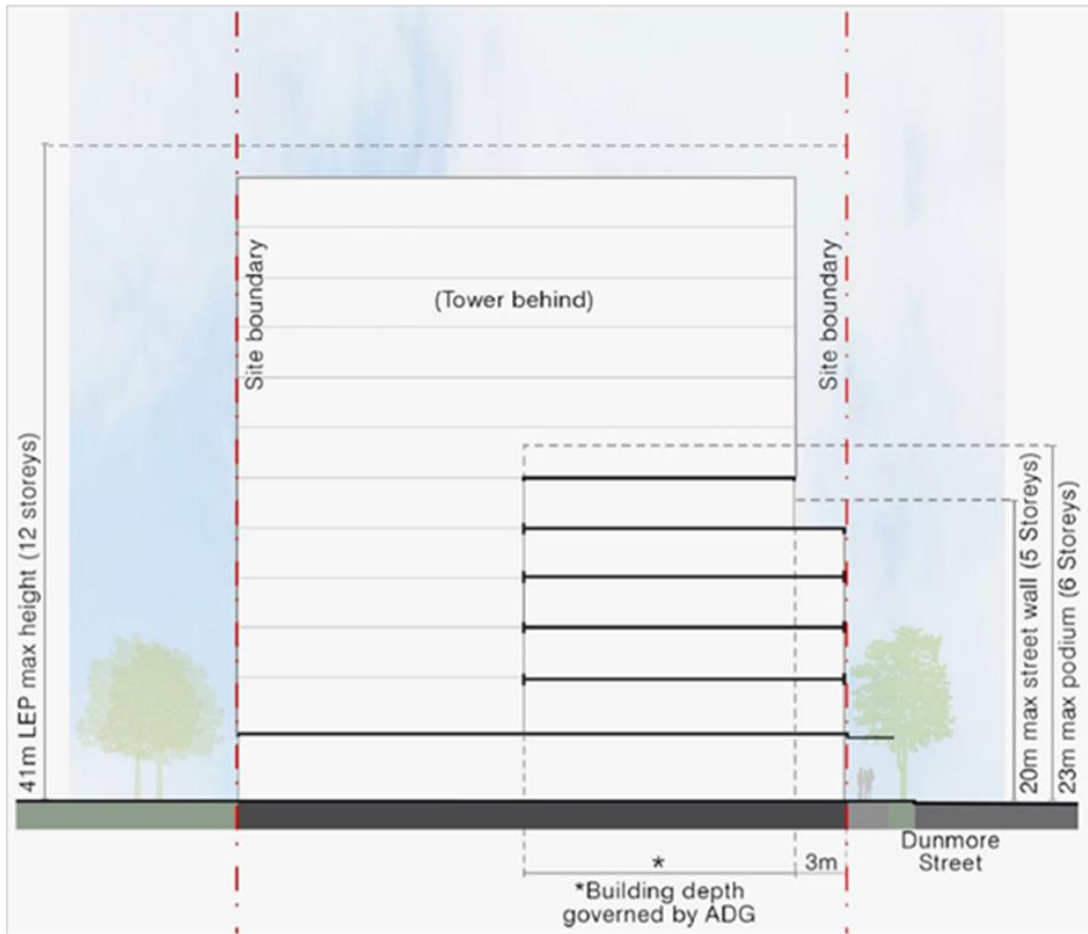 41m LEP max height (12 storeys)
Site boundary
(Tower behind)
Site boundary
20m max street wall (5 Storeys)
23m max podium (6 Storeys)
Dunmore
Street
*
3m
*Building depth
governed by ADG